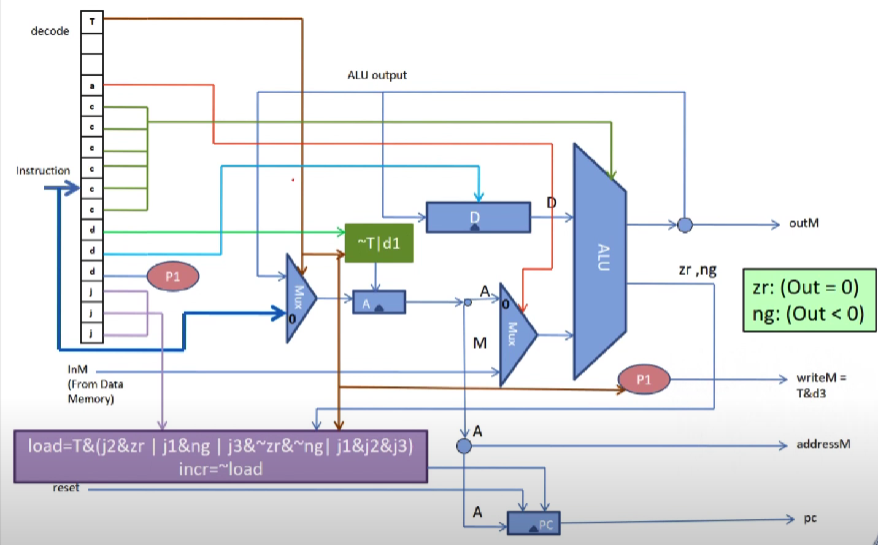 decode
T
a
c
c
c
c
c
c
d
d
d
j
j
j
Instruction
ALU output
P1
~T|d1
D
D
Mux
0
A
A
0
Mux
M
ALU
outM
zr ,ng
zr: (Out = 0)
ng: (Out < 0)
InM
(From Data
Memory)
P1
writeM =
T&d3
load=T&(j2&zr | j1&ng | j3&~zr&~ng| j1&j2&j3)
incr=~load
A
addressM
reset
A
PC
pc